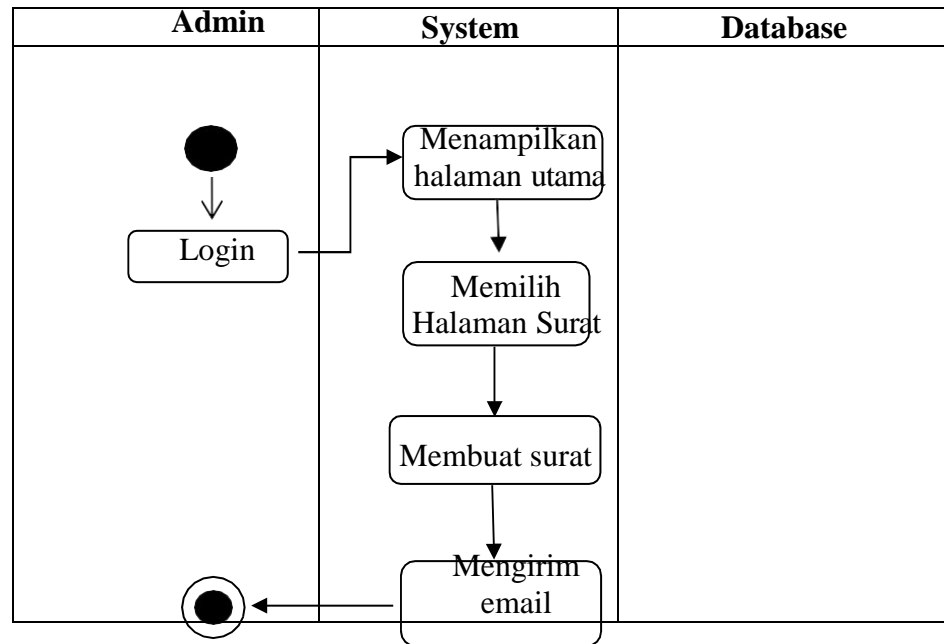 Admin
System
Database
Menampilkan
halaman utama
Login
Memilih
Halaman Surat
Membuat surat
Mengirim
email